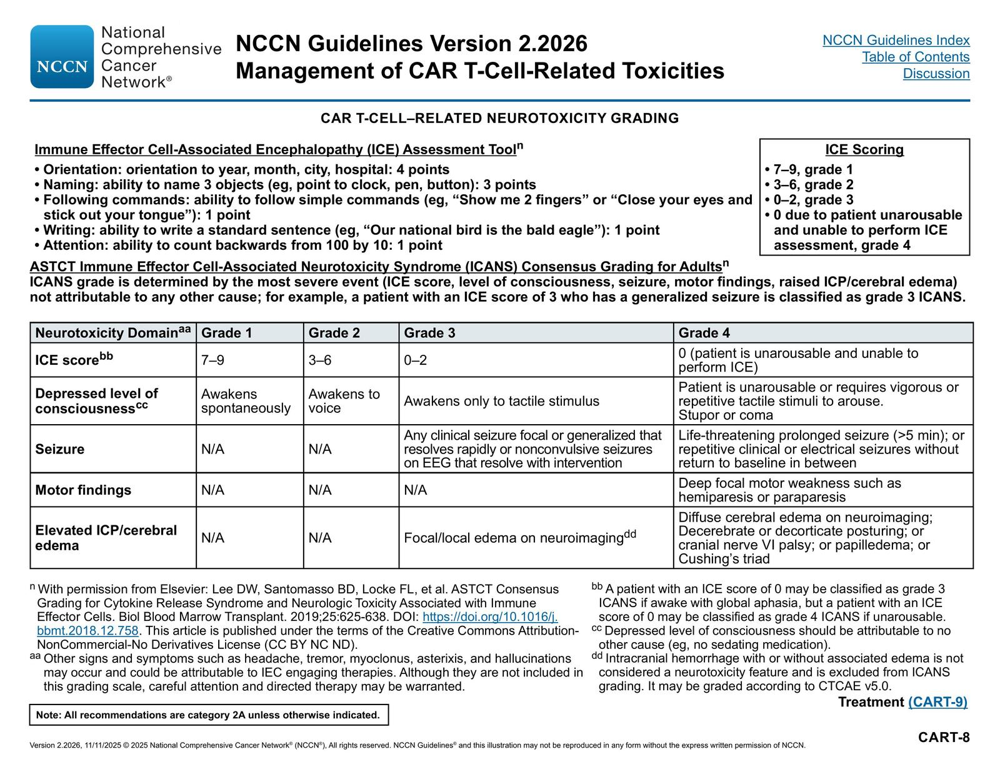 NCCN
National
Comprehensive
Cancer
Network®
NCCN Guidelines Version 2.2026
Management of CAR T-Cell-Related Toxicities
NCCN Guidelines Index
Table of Contents
Discussion
CAR T-CELL–RELATED NEUROTOXICITY GRADING
Immune Effector Cell-Associated Encephalopathy (ICE) Assessment Tooln
• Orientation: orientation to year, month, city, hospital: 4 points
• Naming: ability to name 3 objects (eg, point to clock, pen, button): 3 points
• Following commands: ability to follow simple commands (eg, “Show me 2 fingers” or “Close your eyes and
stick out your tongue”): 1 point
• Writing: ability to write a standard sentence (eg, “Our national bird is the bald eagle”): 1 point
• Attention: ability to count backwards from 100 by 10: 1 point
ICE Scoring
• 7–9, grade 1
• 3–6, grade 2
• 0–2, grade 3
• 0 due to patient unarousable
and unable to perform ICE
assessment, grade 4
ASTCT Immune Effector Cell-Associated Neurotoxicity Syndrome (ICANS) Consensus Grading for Adultsn
ICANS grade is determined by the most severe event (ICE score, level of consciousness, seizure, motor findings, raised ICP/cerebral edema)
not attributable to any other cause; for example, a patient with an ICE score of 3 who has a generalized seizure is classified as grade 3 ICANS.
Neurotoxicity Domainaa
Grade 1
Grade 2
Grade 3
Grade 4
ICE scorebb
7–9
3–6
0–2
0 (patient is unarousable and unable to
perform ICE)
Depressed level of
consciousnesscc
Awakens
spontaneously
Awakens to
voice
Awakens only to tactile stimulus
Patient is unarousable or requires vigorous or
repetitive tactile stimuli to arouse.
Stupor or coma
Seizure
N/A
N/A
Any clinical seizure focal or generalized that
resolves rapidly or nonconvulsive seizures
on EEG that resolve with intervention
Life-threatening prolonged seizure (>5 min); or
repetitive clinical or electrical seizures without
return to baseline in between
Motor findings
N/A
N/A
N/A
Deep focal motor weakness such as
hemiparesis or paraparesis
Elevated ICP/cerebral
edema
N/A
N/A
Focal/local edema on neuroimagingdd
Diffuse cerebral edema on neuroimaging;
Decerebrate or decorticate posturing; or
cranial nerve VI palsy; or papilledema; or
Cushing’s triad
n With permission from Elsevier: Lee DW, Santomasso BD, Locke FL, et al. ASTCT Consensus
Grading for Cytokine Release Syndrome and Neurologic Toxicity Associated with Immune
Effector Cells. Biol Blood Marrow Transplant. 2019;25:625-638. DOI: https://doi.org/10.1016/j.
bbmt.2018.12.758. This article is published under the terms of the Creative Commons Attribution-
NonCommercial-No Derivatives License (CC BY NC ND).
aa Other signs and symptoms such as headache, tremor, myoclonus, asterixis, and hallucinations
may occur and could be attributable to IEC engaging therapies. Although they are not included in
this grading scale, careful attention and directed therapy may be warranted.
bb A patient with an ICE score of 0 may be classified as grade 3
ICANS if awake with global aphasia, but a patient with an ICE
score of 0 may be classified as grade 4 ICANS if unarousable.
cc Depressed level of consciousness should be attributable to no
other cause (eg, no sedating medication).
dd Intracranial hemorrhage with or without associated edema is not
considered a neurotoxicity feature and is excluded from ICANS
grading. It may be graded according to CTCAE v5.0.
Treatment (CART-9)
Note: All recommendations are category 2A unless otherwise indicated.
CART-8
Version 2.2026, 11/11/2025 © 2025 National Comprehensive Cancer Network® (NCCN®), All rights reserved. NCCN Guidelines® and this illustration may not be reproduced in any form without the express written permission of NCCN.